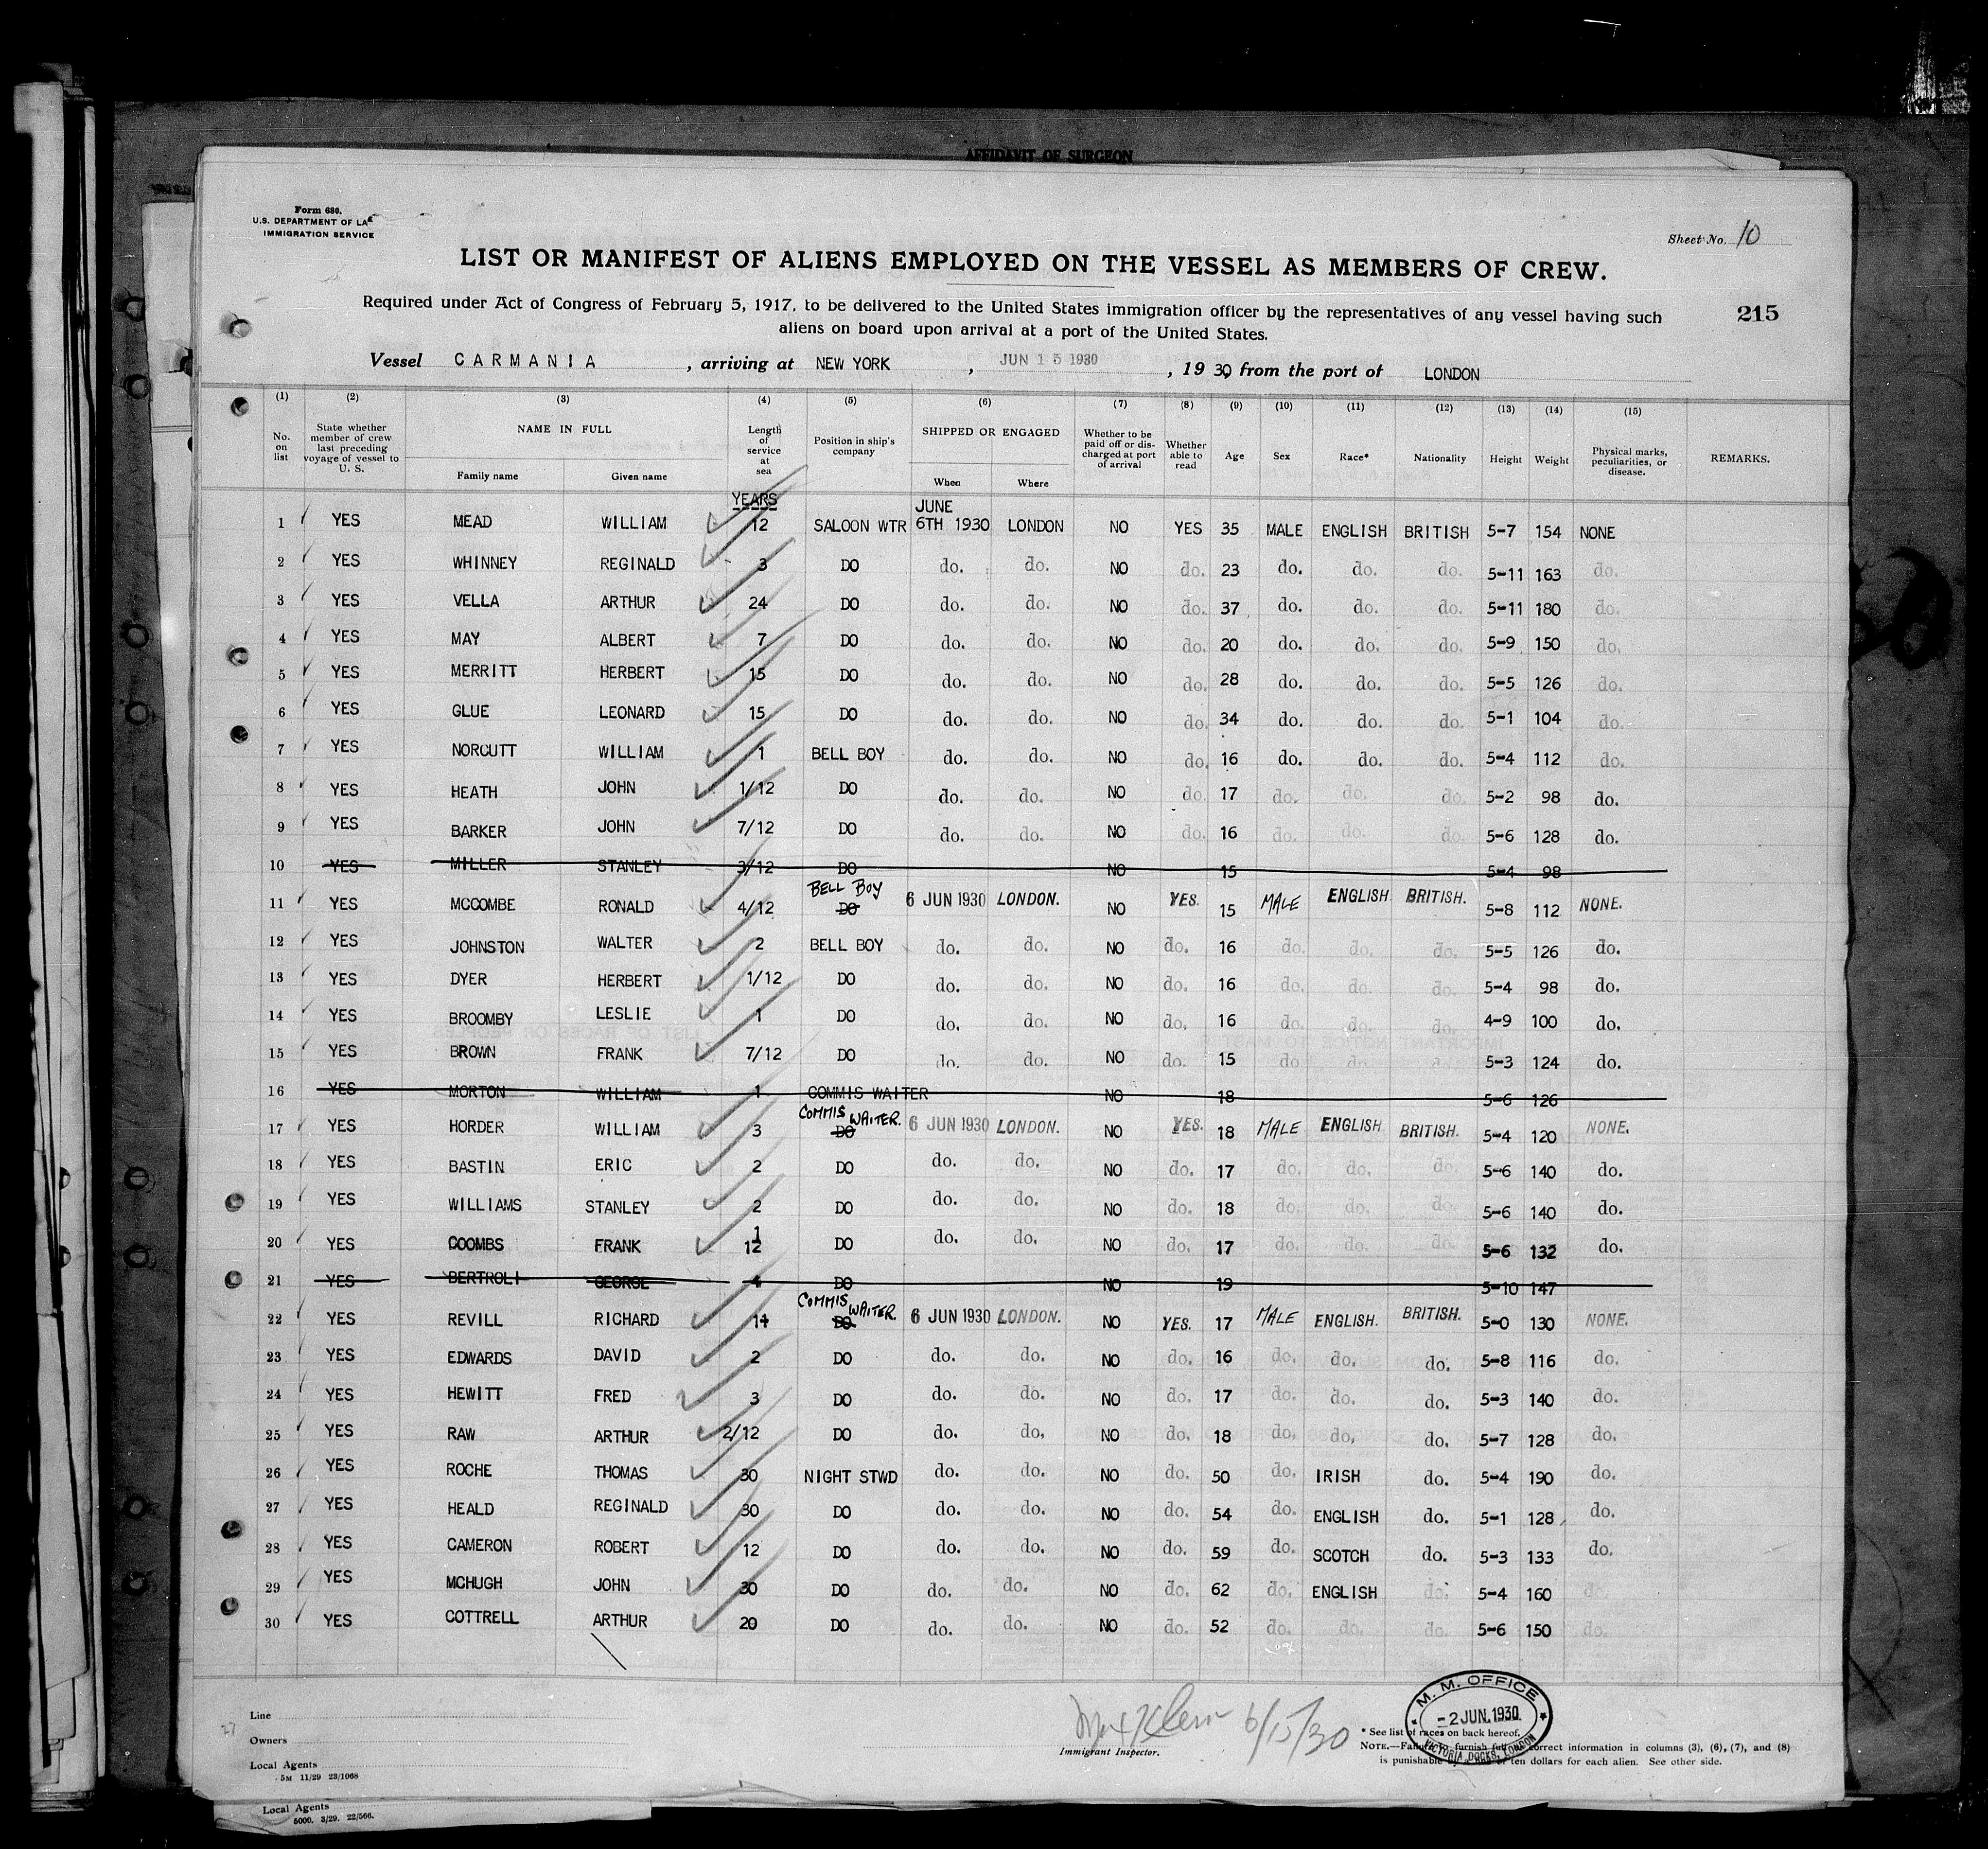 AFFIDAVIT OF SURGEON
Form 680.
U.S. DEPARTMENT OF LA
IMMIGRATION SERVICE
Sheet No. 10
LIST OR MANIFEST OF ALIENS EMPLOYED ON THE VESSEL AS MEMBERS OF CREW.
Required under Act of Congress of February 5, 1917, to be delivered to the United States immigration officer by the representatives of any vessel having such
aliens on board upon arrival at a port of the United States.
215
Vessel CARMANIA, arriving at NEW YORK, JUN 15 1930, 1930 from the port of LONDON
(1) (2) (3) (4) (5) (6) (7) (8) (9) (10) (11) (12) (13) (14) (15)
No. on list State whether member of crew last preceding voyage of vessel to U. S. NAME IN FULL Length of service at sea Position in ship's company SHIPPED OR ENGAGED Whether to be paid off or discharged at port of arrival Whether able to read Age Sex Race* Nationality Height Weight Physical marks, peculiarities, or disease. REMARKS.
Family name Given name When Where
YEARS JUNE
1 YES MEAD WILLIAM 12 SALOON WTR 6TH 1930 LONDON NO YES 35 MALE ENGLISH BRITISH 5-7 154 NONE
2 YES WHINNEY REGINALD 3 DO do. do. NO do. 23 do. do. do. 5-11 163 do.
3 YES VELLA ARTHUR 24 DO do. do. NO do. 37 do. do. do. 5-11 180 do.
4 YES MAY ALBERT 7 DO do. do. NO do. 20 do. do. do. 5-9 150 do.
5 YES MERRITT HERBERT 15 DO do. do. NO do. 28 do. do. do. 5-5 126 do.
6 YES GLUE LEONARD 15 DO do. do. NO do. 34 do. do. do. 5-1 104 do.
7 YES NORCUTT WILLIAM 1 BELL BOY do. do. NO do. 16 do. do. do. 5-4 112 do.
8 YES HEATH JOHN 1/12 DO do. do. NO do. 17 do. do. do. 5-2 98 do.
9 YES BARKER JOHN 7/12 DO do. do. NO do. 16 do. do. do. 5-6 128 do.
10 YES MILLER STANLEY 3/12 DO NO 15 5-4 98
BELL BOY
11 YES MCCOMBE RONALD 4/12 DO 6 JUN 1930 LONDON. NO YES. 15 MALE ENGLISH BRITISH. 5-8 112 NONE.
12 YES JOHNSTON WALTER 2 BELL BOY do. do. NO do. 16 do. do. do. 5-5 126 do.
13 YES DYER HERBERT 1/12 DO do. do. NO do. 16 do. do. do. 5-4 98 do.
14 YES BROOMBY LESLIE 1 DO do. do. NO do. 16 do. do. do. 4-9 100 do.
15 YES BROWN FRANK 7/12 DO do. do. NO do. 15 do do do 5-3 124 do.
16 YES MORTON WILLIAM 1 COMMIS WAITER NO 18 5-6 126
COMMIS WAITER.
17 YES HORDER WILLIAM 3 DO 6 JUN 1930 LONDON. NO YES. 18 MALE ENGLISH BRITISH. 5-4 120 NONE.
18 YES BASTIN ERIC 2 DO do. do. NO do. 17 do. do. do. 5-6 140 do.
19 YES WILLIAMS STANLEY 2 DO do. do. NO do. 18 do. do. do. 5-6 140 do.
20 YES COOMBS FRANK 1/12 DO do. do. NO do. 17 do. do. do. 5-6 132 do.
21 YES BERTROLI GEORGE 4 DO NO 19 5-10 147
COMMIS WAITER.
22 YES REVILL RICHARD 14 DO 6 JUN 1930 LONDON. NO YES. 17 MALE ENGLISH. BRITISH. 5-0 130 NONE.
23 YES EDWARDS DAVID 2 DO do. do. NO do. 16 do. do. do. 5-8 116 do.
24 YES HEWITT FRED 3 DO do. do. NO do. 17 do. do. do. 5-3 140 do.
25 YES RAW ARTHUR 2/12 DO do. do. NO do. 18 do. do. do. 5-7 128 do.
26 YES ROCHE THOMAS 30 NIGHT STWD do. do. NO do. 50 do. IRISH do. 5-4 190 do.
27 YES HEALD REGINALD 30 DO do. do. NO do. 54 do. ENGLISH do. 5-1 128 do.
28 YES CAMERON ROBERT 12 DO do. do. NO do. 59 do. SCOTCH do. 5-3 133 do.
29 YES MCHUGH JOHN 30 DO do. do. NO do. 62 do. ENGLISH do. 5-4 160 do.
30 YES COTTRELL ARTHUR 20 DO do. do. NO do. 52 do. do. do. 5-6 150 do.
Line
Owners
Local Agents
5M 11/29 23/1068
6/15/30
Immigrant Inspector.
M. M. OFFICE
-2 JUN. 1930
VICTORIA DOCKS, LONDON
* See list of races on back hereof.
NOTE.—Failure to furnish full or correct information in columns (3), (6), (7), and (8)
is punishable by a fine of ten dollars for each alien. See other side.
Local Agents
5000. 3/29. 22/566.